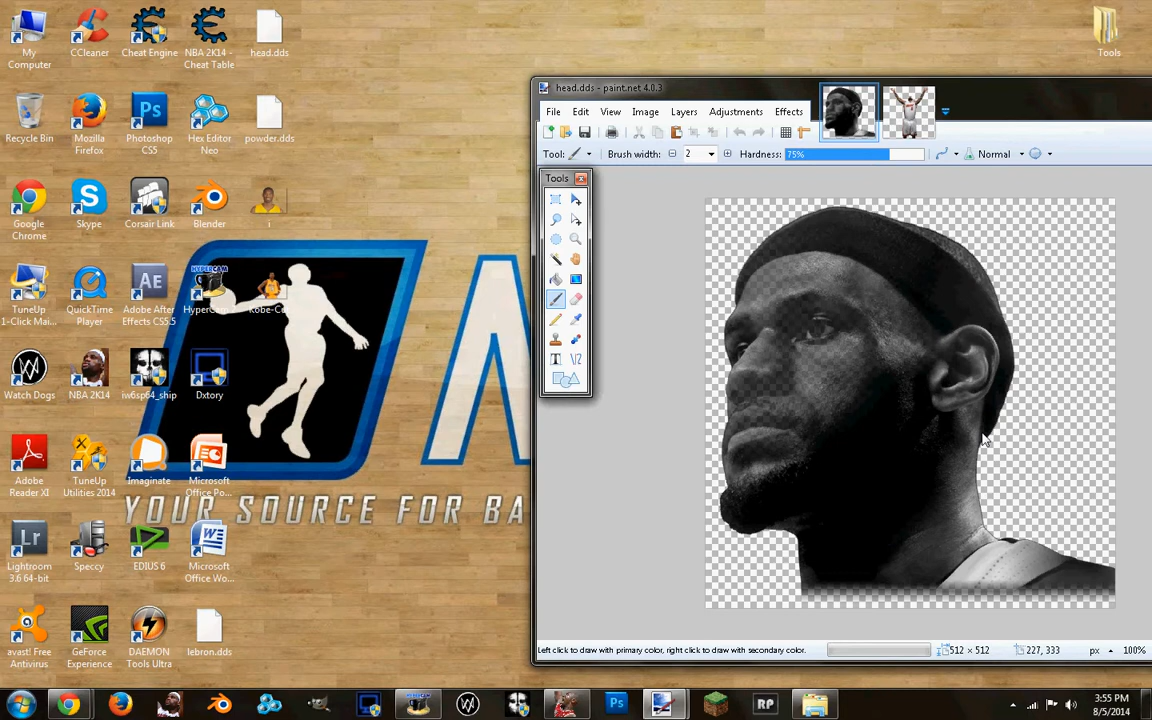 My Computer
CCleaner
Cheat Engine
NBA 2K14 - Cheat Table
head.dds
Tools
Recycle Bin
Mozilla Firefox
Photoshop CS5
Hex Editor Neo
powder.dds
Google Chrome
Skype
Corsair Link
Blender
i
TuneUp 1-Click Mai...
QuickTime Player
Adobe After Effects CS5.5
Watch Dogs
NBA 2K14
iw6sp64_ship
Dxtory
Adobe Reader XI
TuneUp Utilities 2014
Imaginate
Microsoft Office Po...
Lightroom 3.6 64-bit
Speccy
EDIUS 6
Microsoft Office Wo...
avast! Free Antivirus
GeForce Experience
DAEMON Tools Ultra
lebron.dds
YOUR SOURCE FOR BA
head.dds - paint.net 4.0.3
File Edit View Image Layers Adjustments Effects
Tool: Brush width: 2 Hardness: 75% Normal
Tools
Left click to draw with primary color, right click to draw with secondary color. 512 × 512 227, 333 px 100%
3:55 PM
8/5/2014